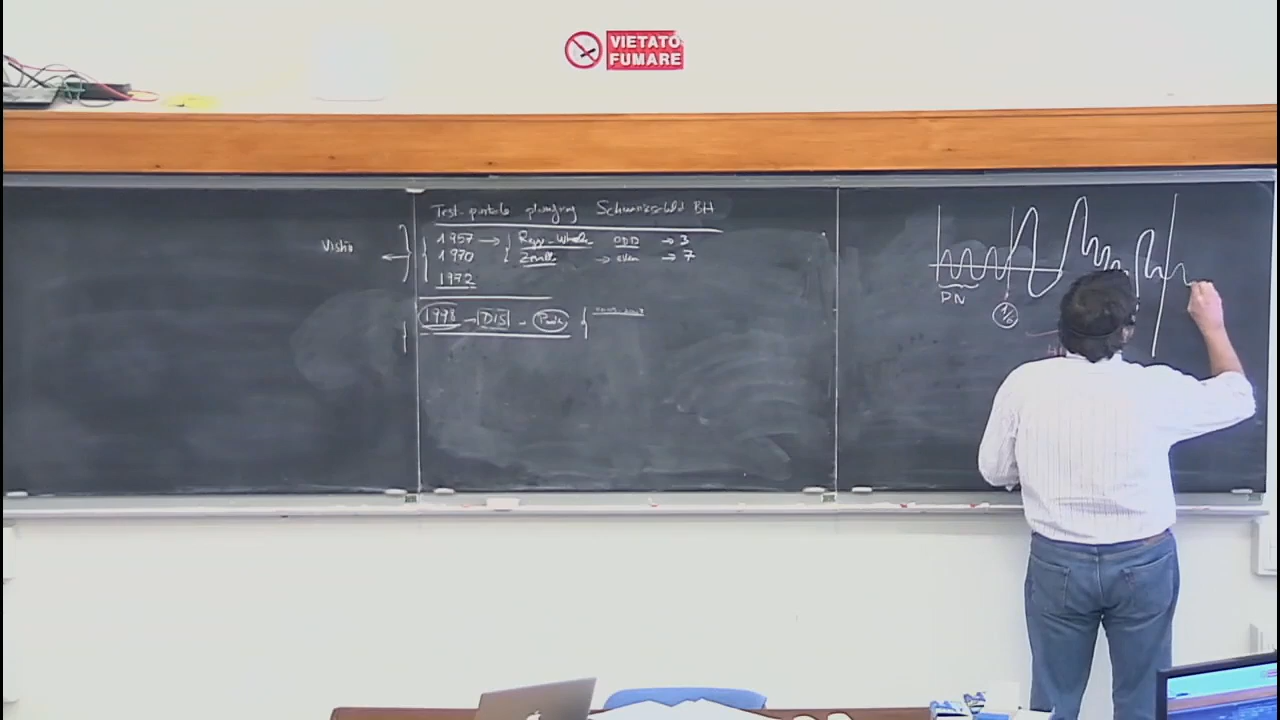 VIETATO
FUMARE
Test-particle plunging Schwarzschild BH
1957 → Regge-Wheeler ODD → 3
1970 Zerilli → even → 7
1972
1998 → DIS -
PN